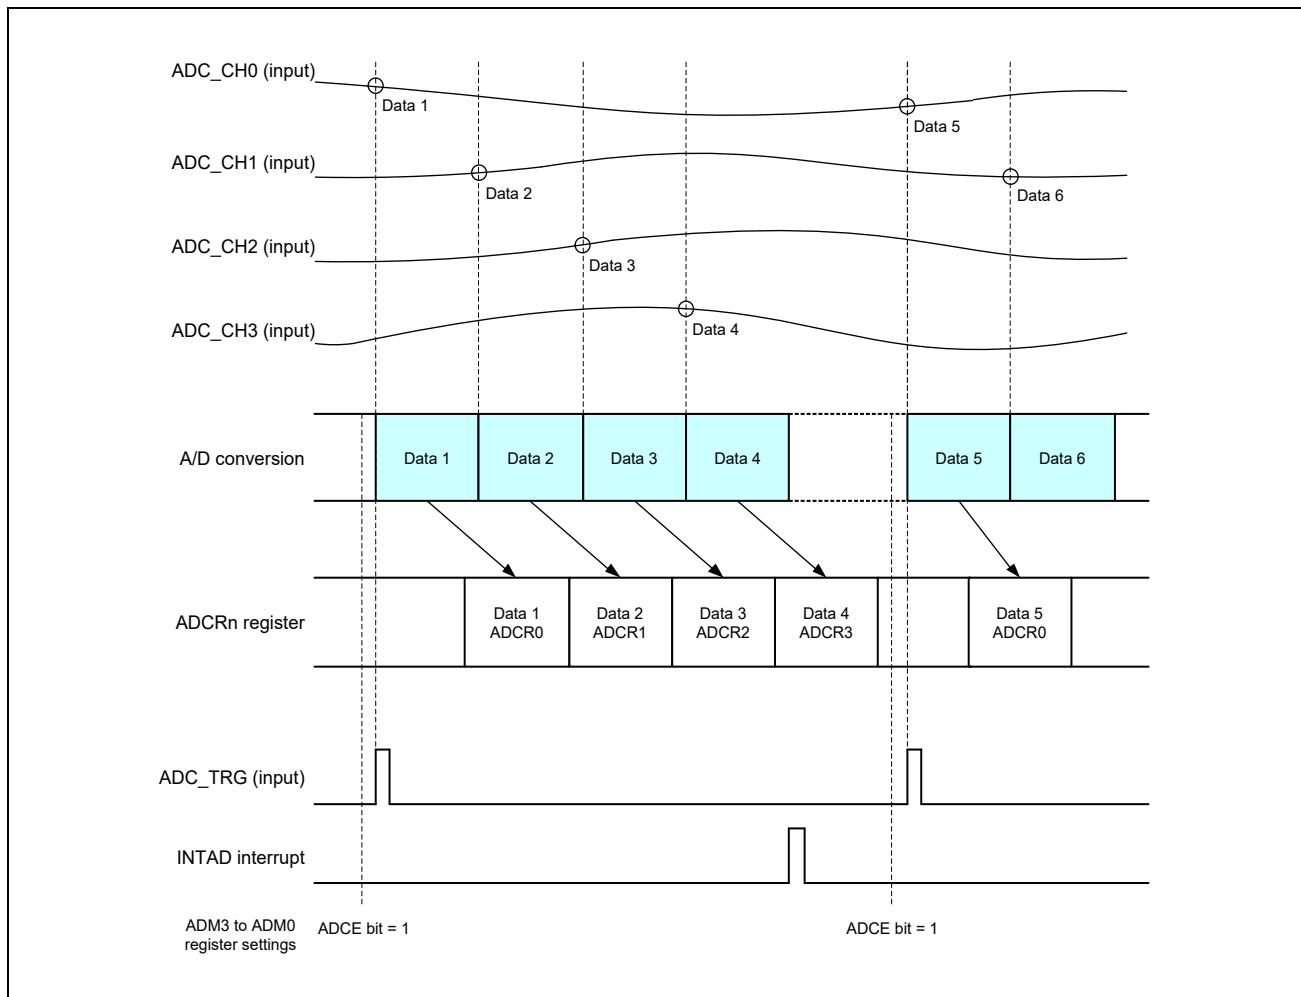 ADC_CH0 (input)
Data 1
Data 5
ADC_CH1 (input)
Data 2
Data 6
ADC_CH2 (input)
Data 3
ADC_CH3 (input)
Data 4
A/D conversion
Data 1
Data 2
Data 3
Data 4
Data 5
Data 6
ADCRn register
Data 1
ADCR0
Data 2
ADCR1
Data 3
ADCR2
Data 4
ADCR3
Data 5
ADCR0
ADC_TRG (input)
INTAD interrupt
ADM3 to ADM0
register settings
ADCE bit = 1
ADCE bit = 1